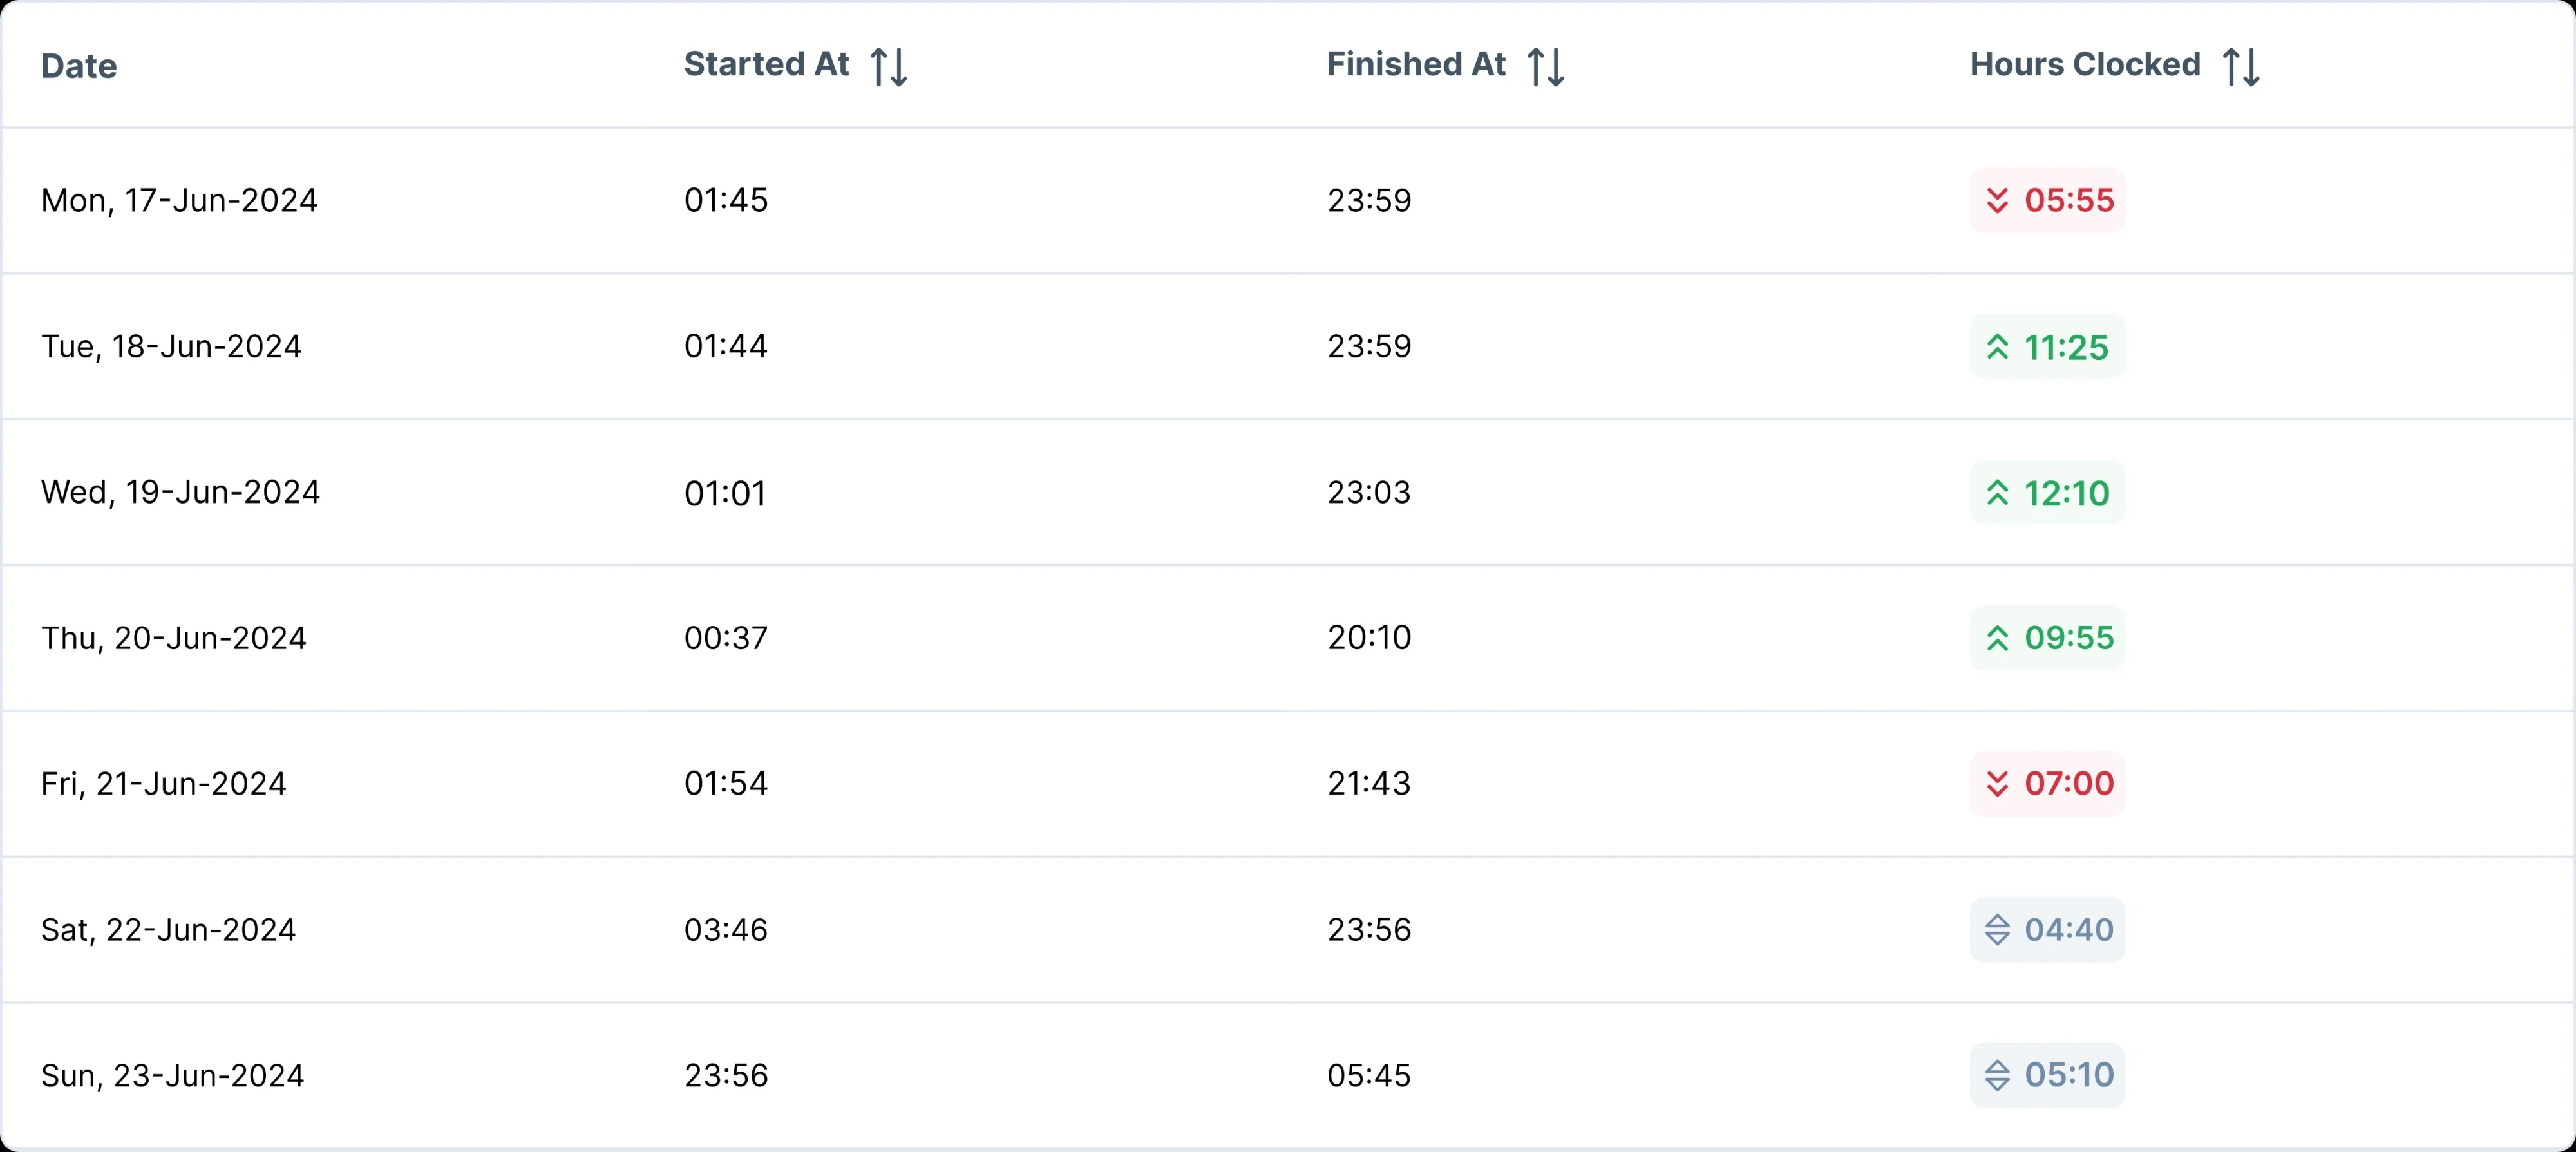 Date Started At Finished At Hours Clocked
Mon, 17-Jun-2024 01:45 23:59 05:55
Tue, 18-Jun-2024 01:44 23:59 11:25
Wed, 19-Jun-2024 01:01 23:03 12:10
Thu, 20-Jun-2024 00:37 20:10 09:55
Fri, 21-Jun-2024 01:54 21:43 07:00
Sat, 22-Jun-2024 03:46 23:56 04:40
Sun, 23-Jun-2024 23:56 05:45 05:10